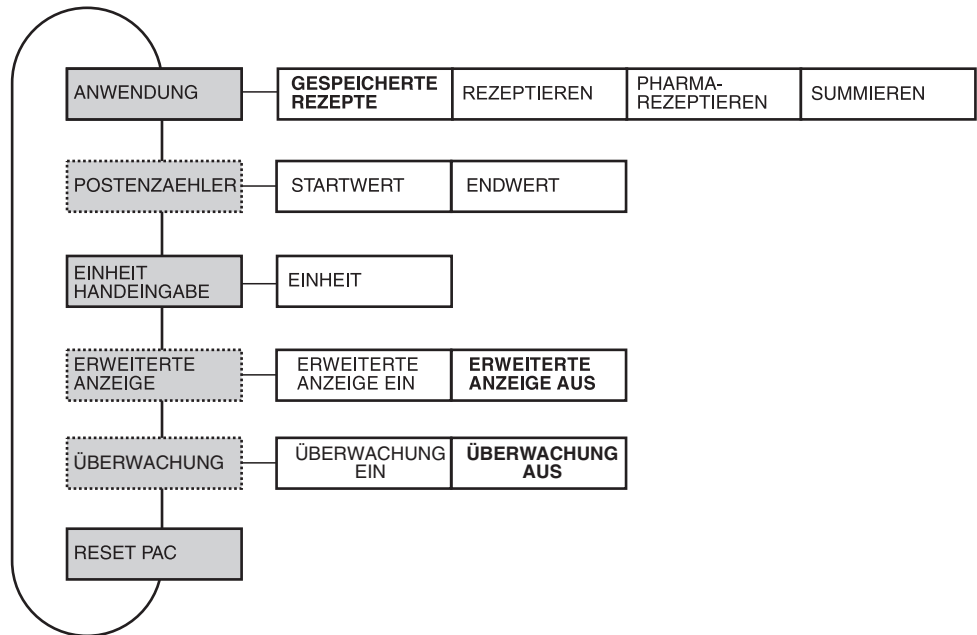 ANWENDUNG
GESPEICHERTE
REZEPTE
REZEPTIEREN
PHARMA-
REZEPTIEREN
SUMMIEREN
POSTENZAEHLER
STARTWERT
ENDWERT
EINHEIT
HANDEINGABE
EINHEIT
ERWEITERTE
ANZEIGE
ERWEITERTE
ANZEIGE EIN
ERWEITERTE
ANZEIGE AUS
ÜBERWACHUNG
ÜBERWACHUNG
EIN
ÜBERWACHUNG
AUS
RESET PAC